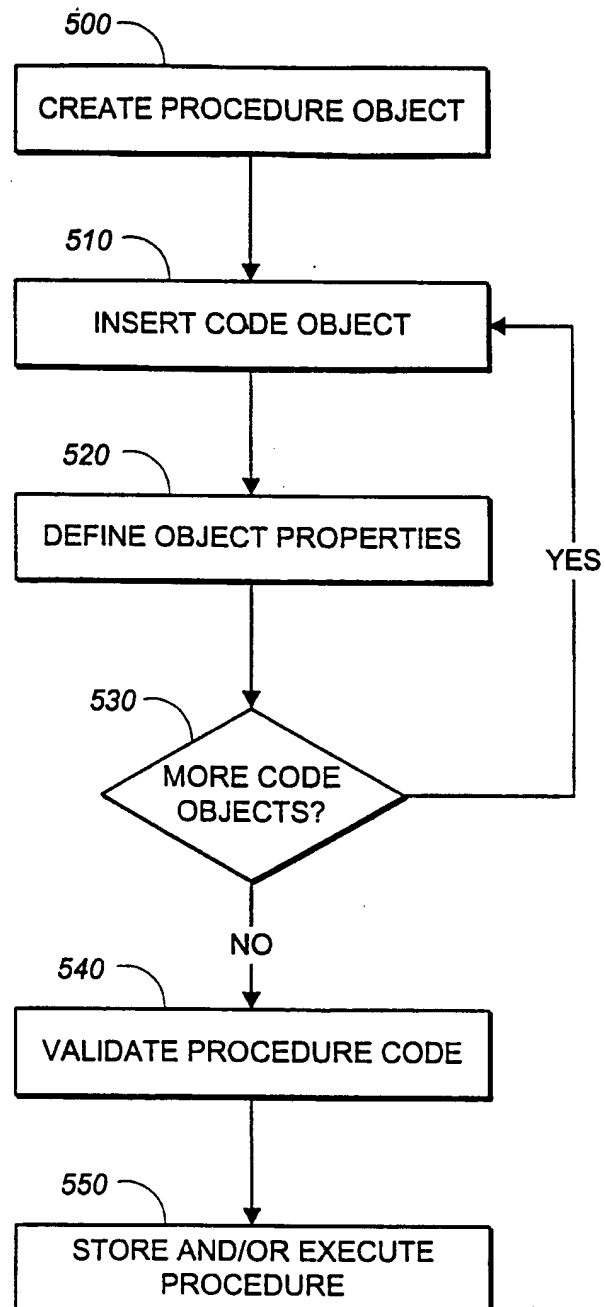 500
CREATE PROCEDURE OBJECT
510
INSERT CODE OBJECT
520
DEFINE OBJECT PROPERTIES
YES
530
MORE CODE
OBJECTS?
NO
540
VALIDATE PROCEDURE CODE
550
STORE AND/OR EXECUTE
PROCEDURE